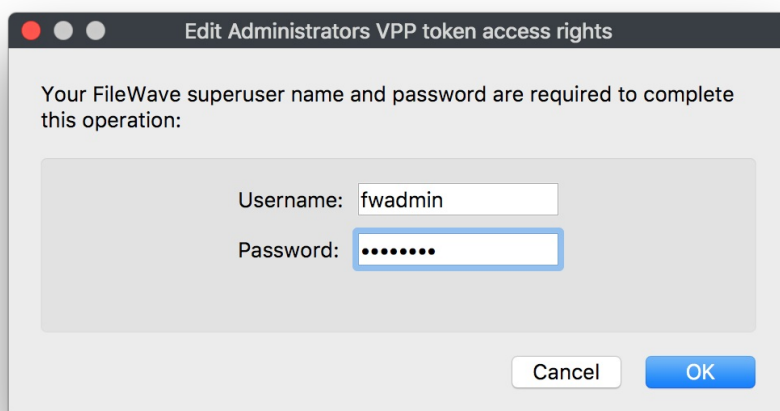 Edit Administrators VPP token access rights
Your FileWave superuser name and password are required to complete
this operation:
Username: fwadmin
Password: ••••••••
Cancel OK